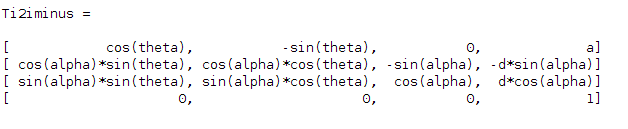 Ti2iminus =
[ cos(theta), -sin(theta), 0, a]
[ cos(alpha)*sin(theta), cos(alpha)*cos(theta), -sin(alpha), -d*sin(alpha)]
[ sin(alpha)*sin(theta), sin(alpha)*cos(theta), cos(alpha), d*cos(alpha)]
[ 0, 0, 0, 1]